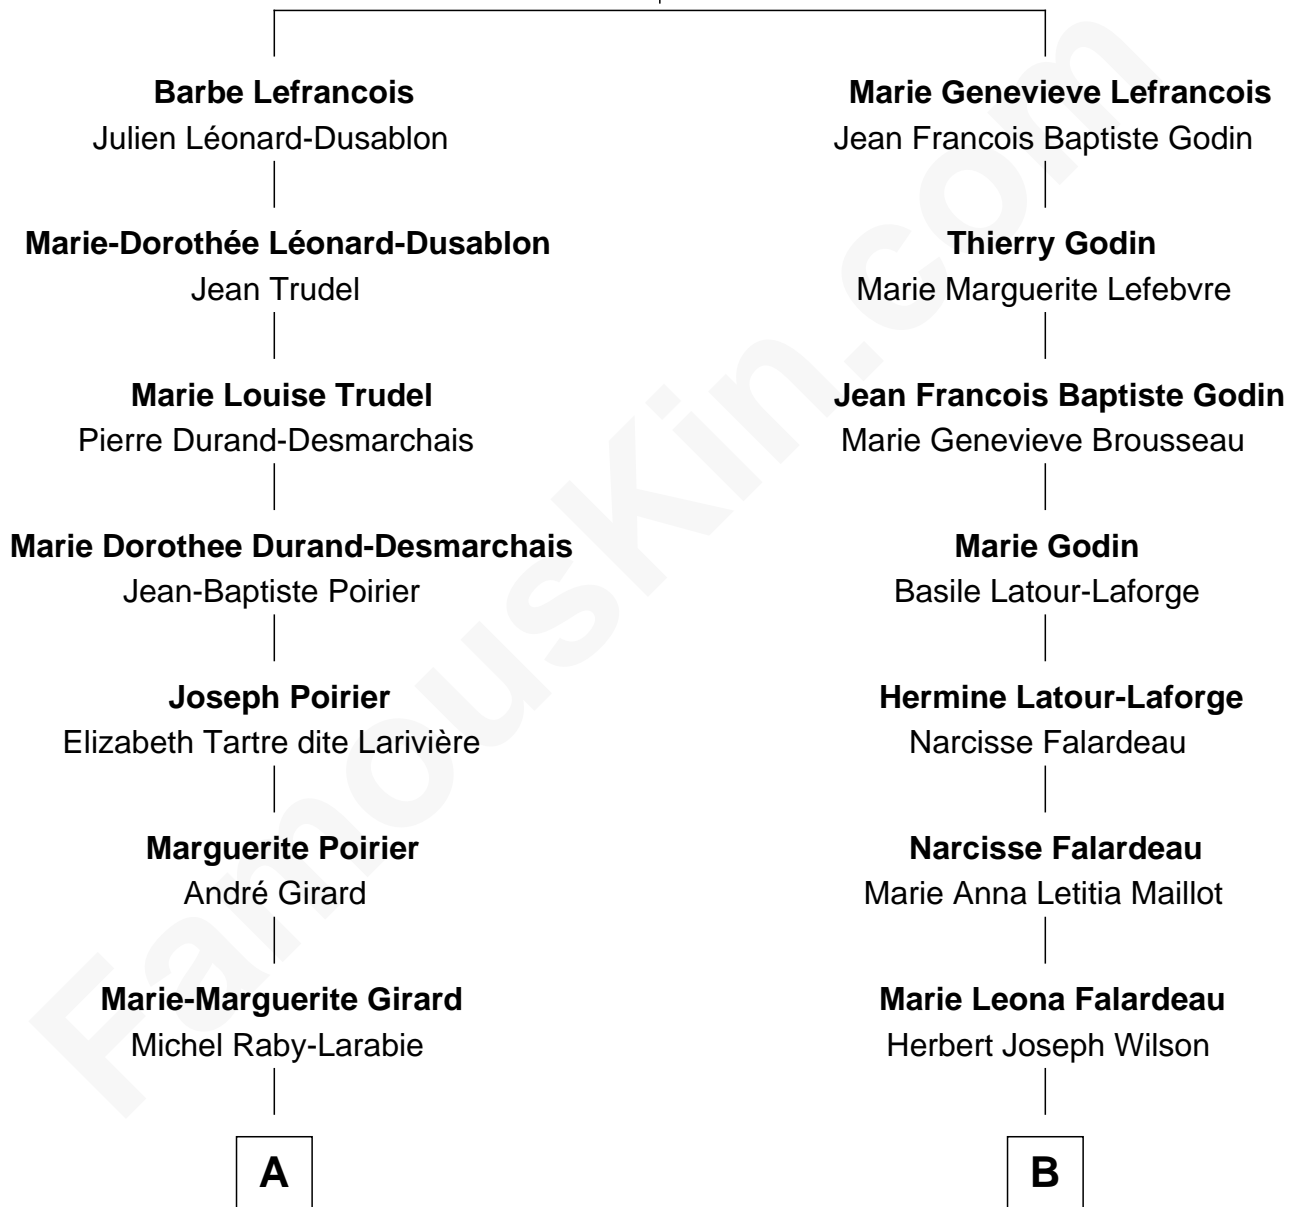 Barbe Lefrancois
Julien Léonard-Dusablon
Marie-Dorothée Léonard-Dusablon
Jean Trudel
Marie Louise Trudel
Pierre Durand-Desmarchais
Marie Dorothee Durand-Desmarchais
Jean-Baptiste Poirier
Joseph Poirier
Elizabeth Tartre dite Larivière
Marguerite Poirier
André Girard
Marie-Marguerite Girard
Michel Raby-Larabie
A
Marie Genevieve Lefrancois
Jean Francois Baptiste Godin
Thierry Godin
Marie Marguerite Lefebvre
Jean Francois Baptiste Godin
Marie Genevieve Brousseau
Marie Godin
Basile Latour-Laforge
Hermine Latour-Laforge
Narcisse Falardeau
Narcisse Falardeau
Marie Anna Letitia Maillot
Marie Leona Falardeau
Herbert Joseph Wilson
B
FamousKin.com